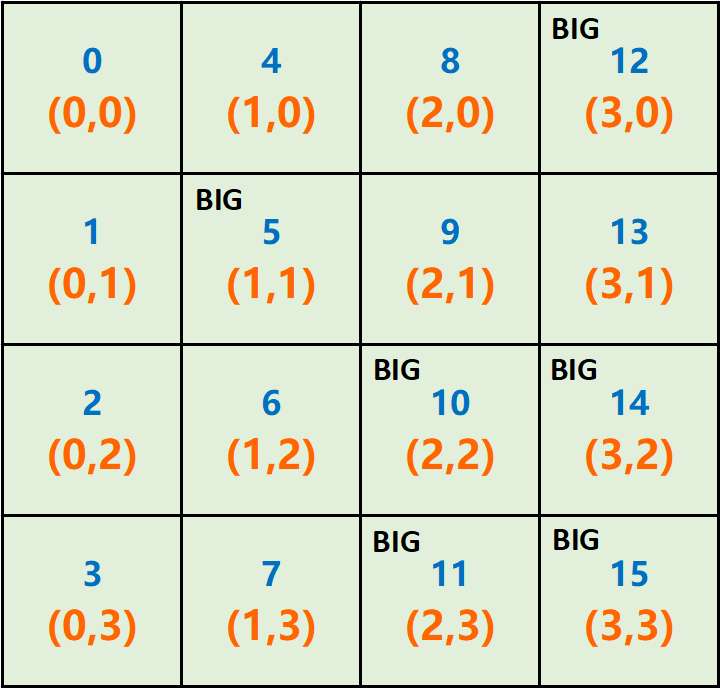 0 4 8 BIG 12
(0,0) (1,0) (2,0) (3,0)
1 BIG 5 9 13
(0,1) (1,1) (2,1) (3,1)
2 6 BIG 10 BIG 14
(0,2) (1,2) (2,2) (3,2)
3 7 BIG 11 BIG 15
(0,3) (1,3) (2,3) (3,3)